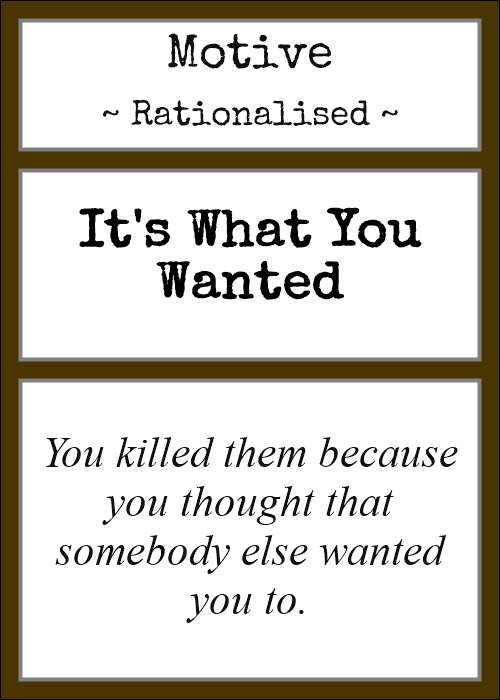 Motive
~ Rationalised ~
It's What You
Wanted
You killed them because
you thought that
somebody else wanted
you to.